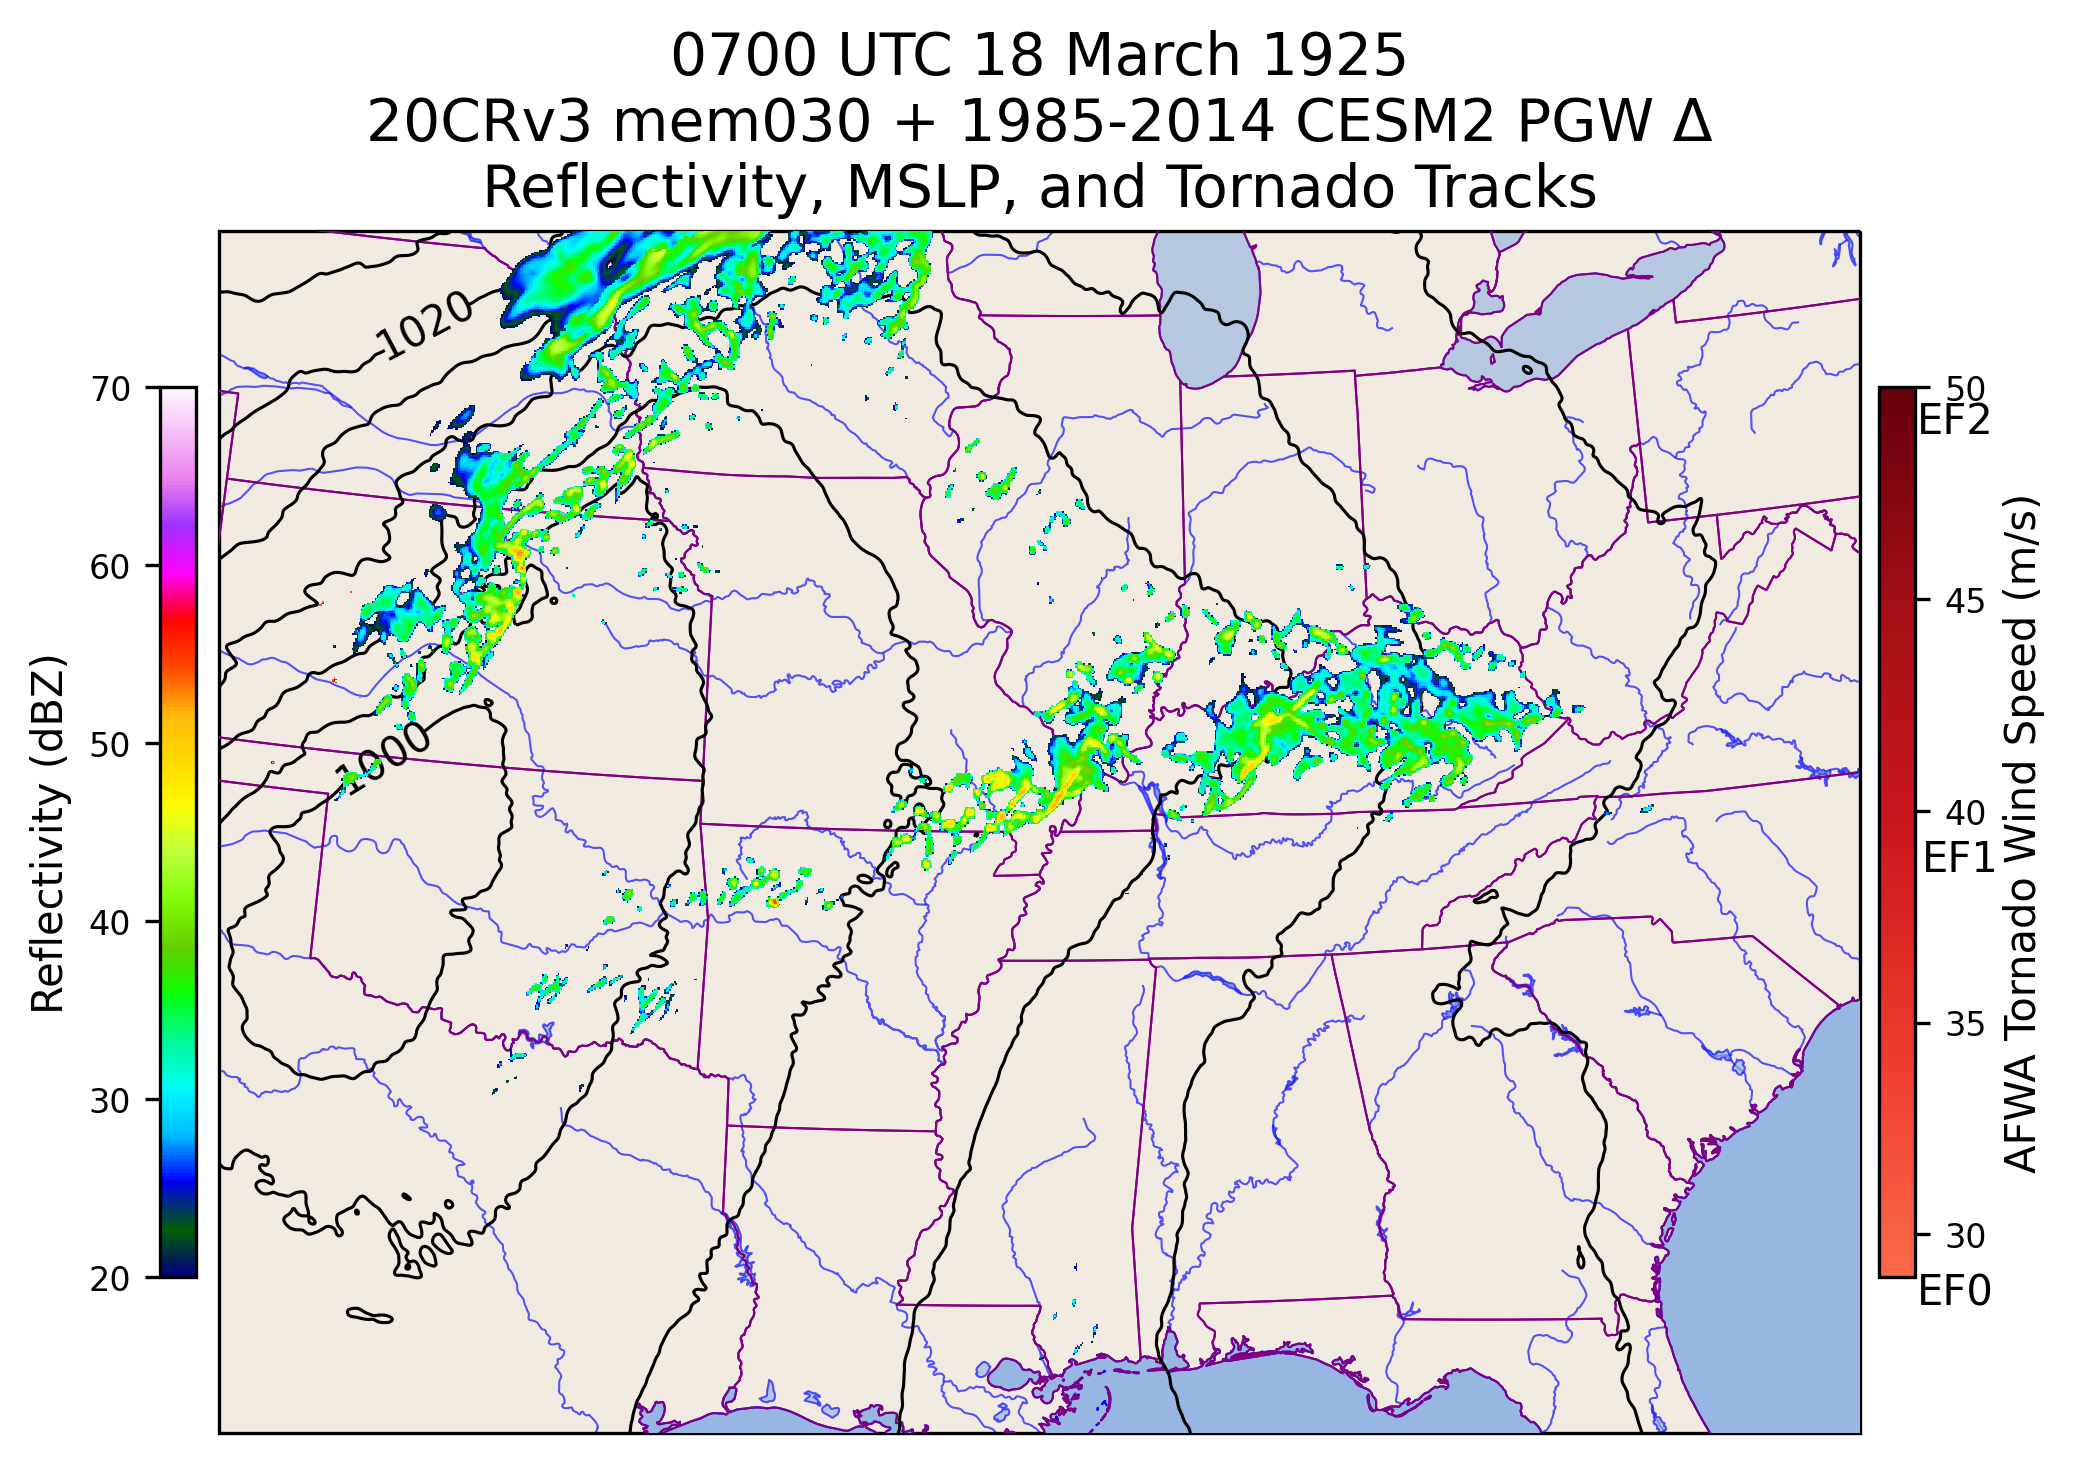 0700 UTC 18 March 1925
20CRv3 mem030 + 1985-2014 CESM2 PGW Δ
Reflectivity, MSLP, and Tornado Tracks
1020
1000
Reflectivity (dBZ)
70
60
50
40
30
20
50
EF2
45
40
EF1
35
30
EF0
AFWA Tornado Wind Speed (m/s)